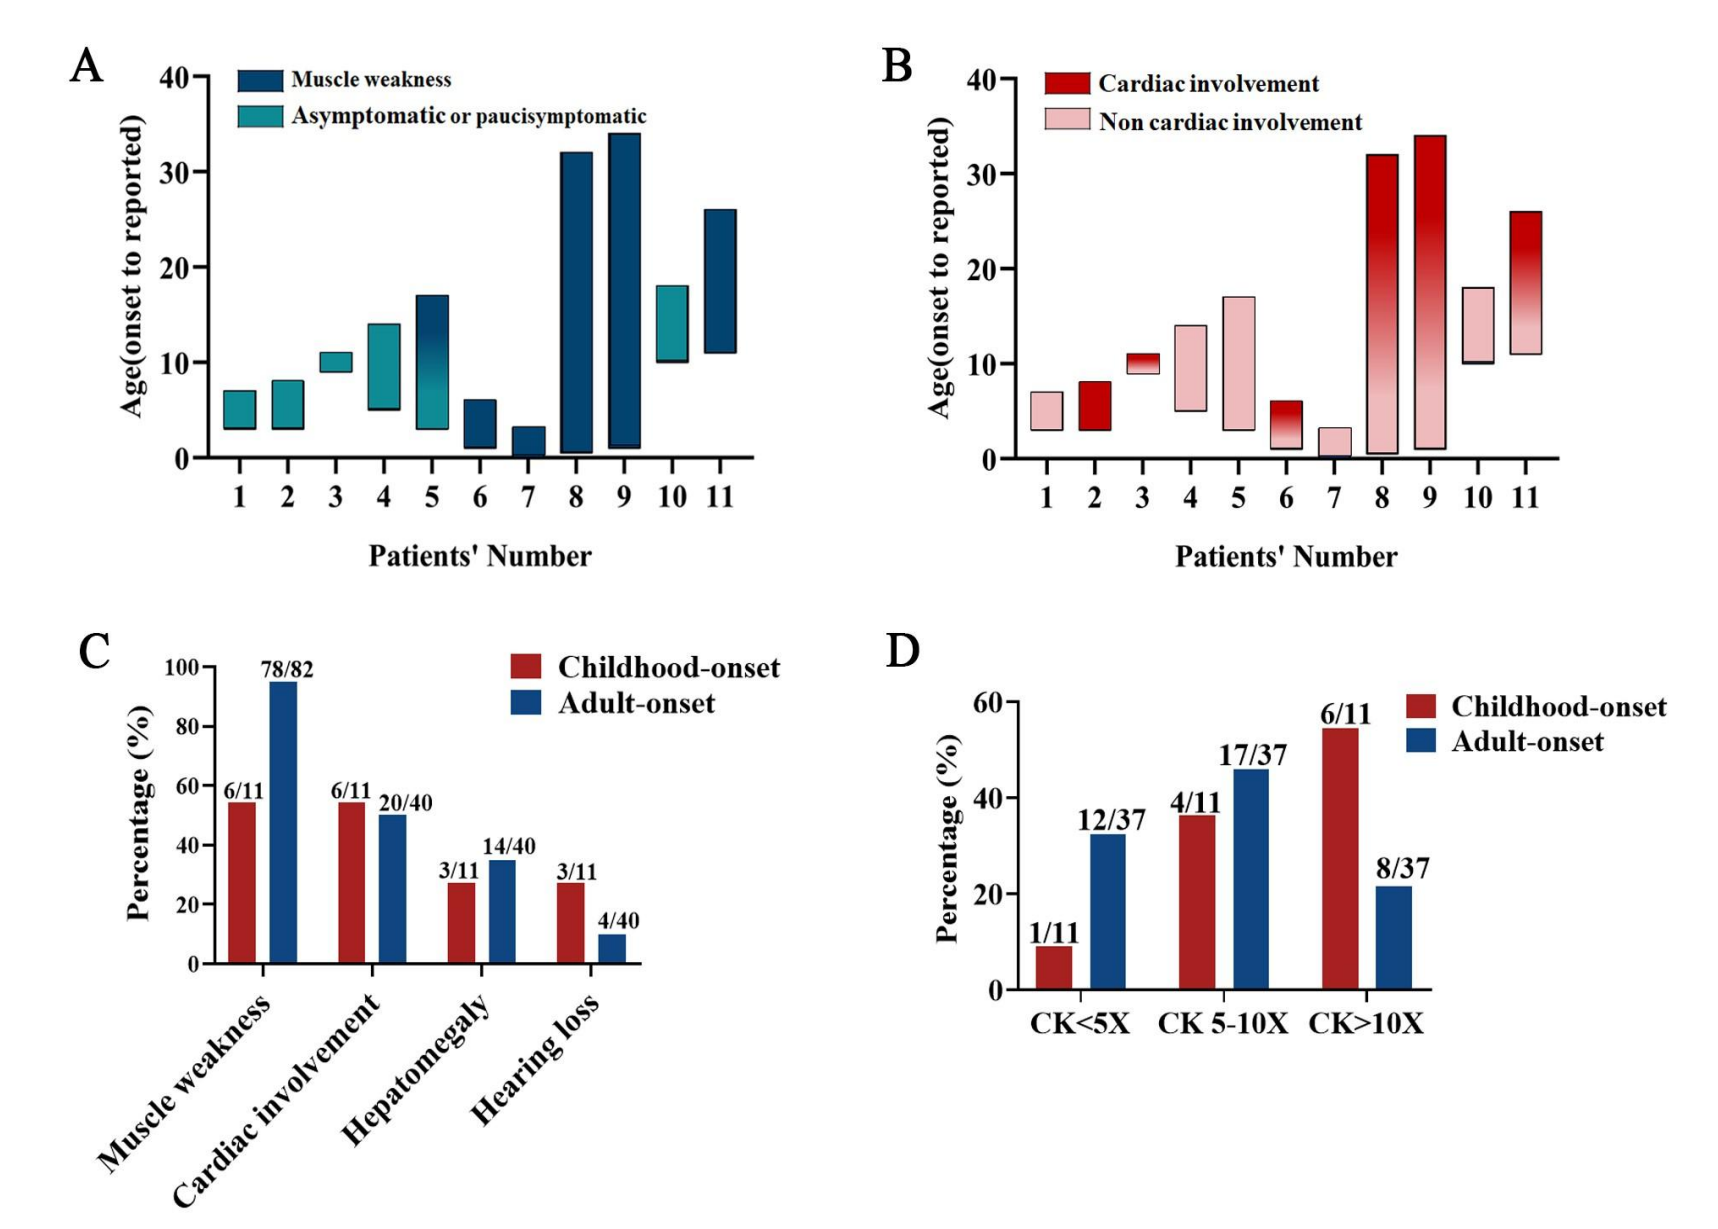 A
40
30
20
10
0
Age(onset to reported)
Muscle weakness
Asymptomatic or paucisymptomatic
1 2 3 4 5 6 7 8 9 10 11
Patients' Number
B
40
30
20
10
0
Age(onset to reported)
Cardiac involvement
Non cardiac involvement
1 2 3 4 5 6 7 8 9 10 11
Patients' Number
C
100
80
60
40
20
0
Percentage (%)
Childhood-onset
Adult-onset
6/11
78/82
6/11
20/40
3/11
14/40
3/11
4/40
Muscle weakness
Cardiac involvement
Hepatomegaly
Hearing loss
D
60
40
20
0
Percentage (%)
Childhood-onset
Adult-onset
1/11
12/37
4/11
17/37
6/11
8/37
CK<5X CK 5-10X CK>10X